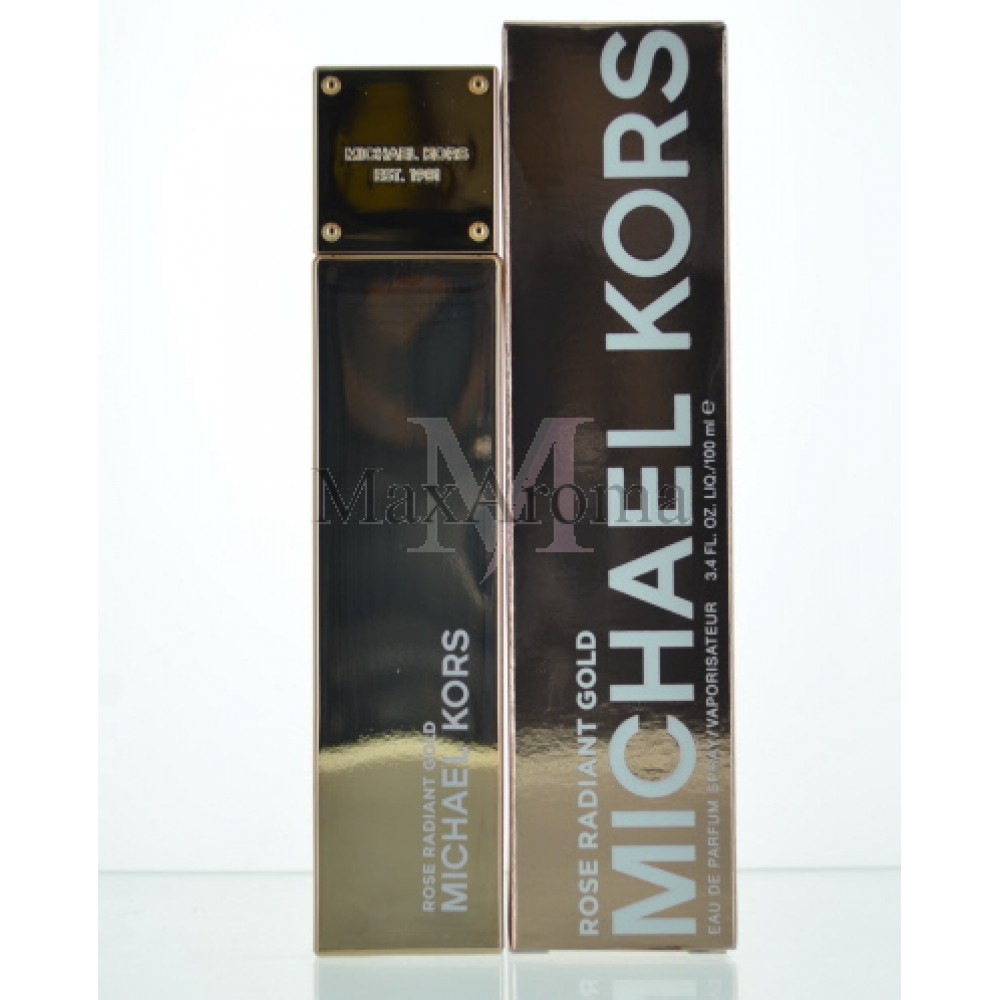 MICHAEL KORS
EST. 1981
ROSE RADIANT GOLD
MICHAEL KORS
MaxAroma
ROSE RADIANT GOLD
MICHAEL KORS
EAU DE PARFUM SPRAY/VAPORISATEUR 3.4 FL. OZ. LIQ./100 ml ℮